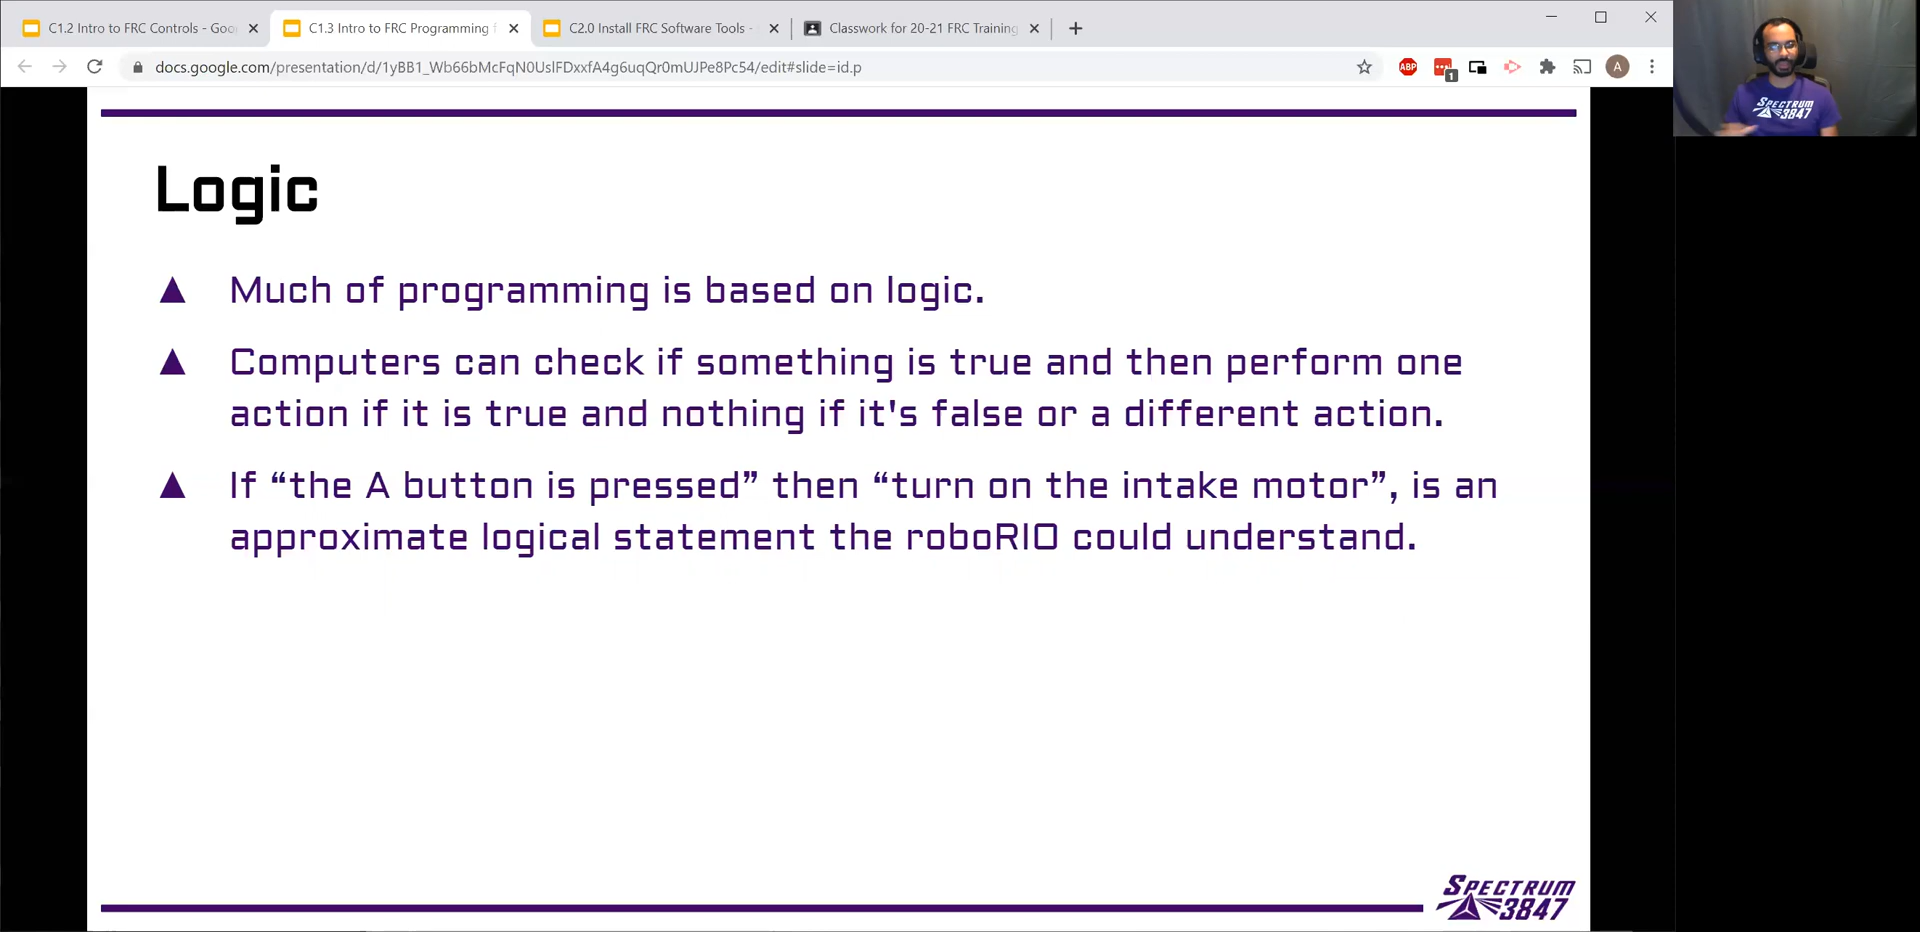 C1.2 Intro to FRC Controls - Goo
C1.3 Intro to FRC Programming f
C2.0 Install FRC Software Tools -
Classwork for 20-21 FRC Training
docs.google.com/presentation/d/1yBB1_Wb66bMcFqN0UslFDxxfA4g6uqQr0mUJPe8Pc54/edit#slide=id.p
ABP
1
A
SPECTRUM
3847
Logic
▲ Much of programming is based on logic.
▲ Computers can check if something is true and then perform one
action if it is true and nothing if it's false or a different action.
▲ If “the A button is pressed” then “turn on the intake motor”, is an
approximate logical statement the roboRIO could understand.
SPECTRUM
3847